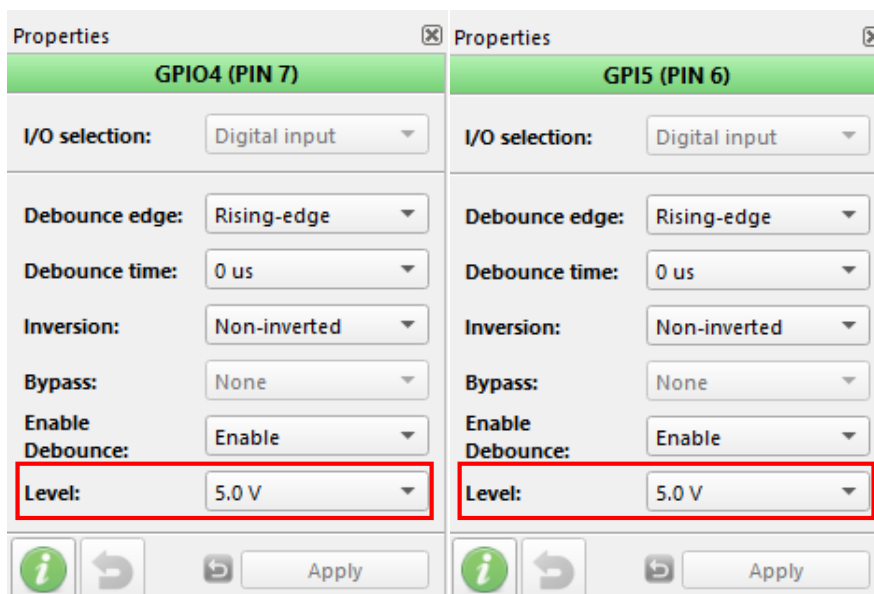 Properties
GPIO4 (PIN 7)
I/O selection: Digital input
Debounce edge: Rising-edge
Debounce time: 0 us
Inversion: Non-inverted
Bypass: None
Enable
Debounce: Enable
Level: 5.0 V
Apply
Properties
GPI5 (PIN 6)
I/O selection: Digital input
Debounce edge: Rising-edge
Debounce time: 0 us
Inversion: Non-inverted
Bypass: None
Enable
Debounce: Enable
Level: 5.0 V
Apply